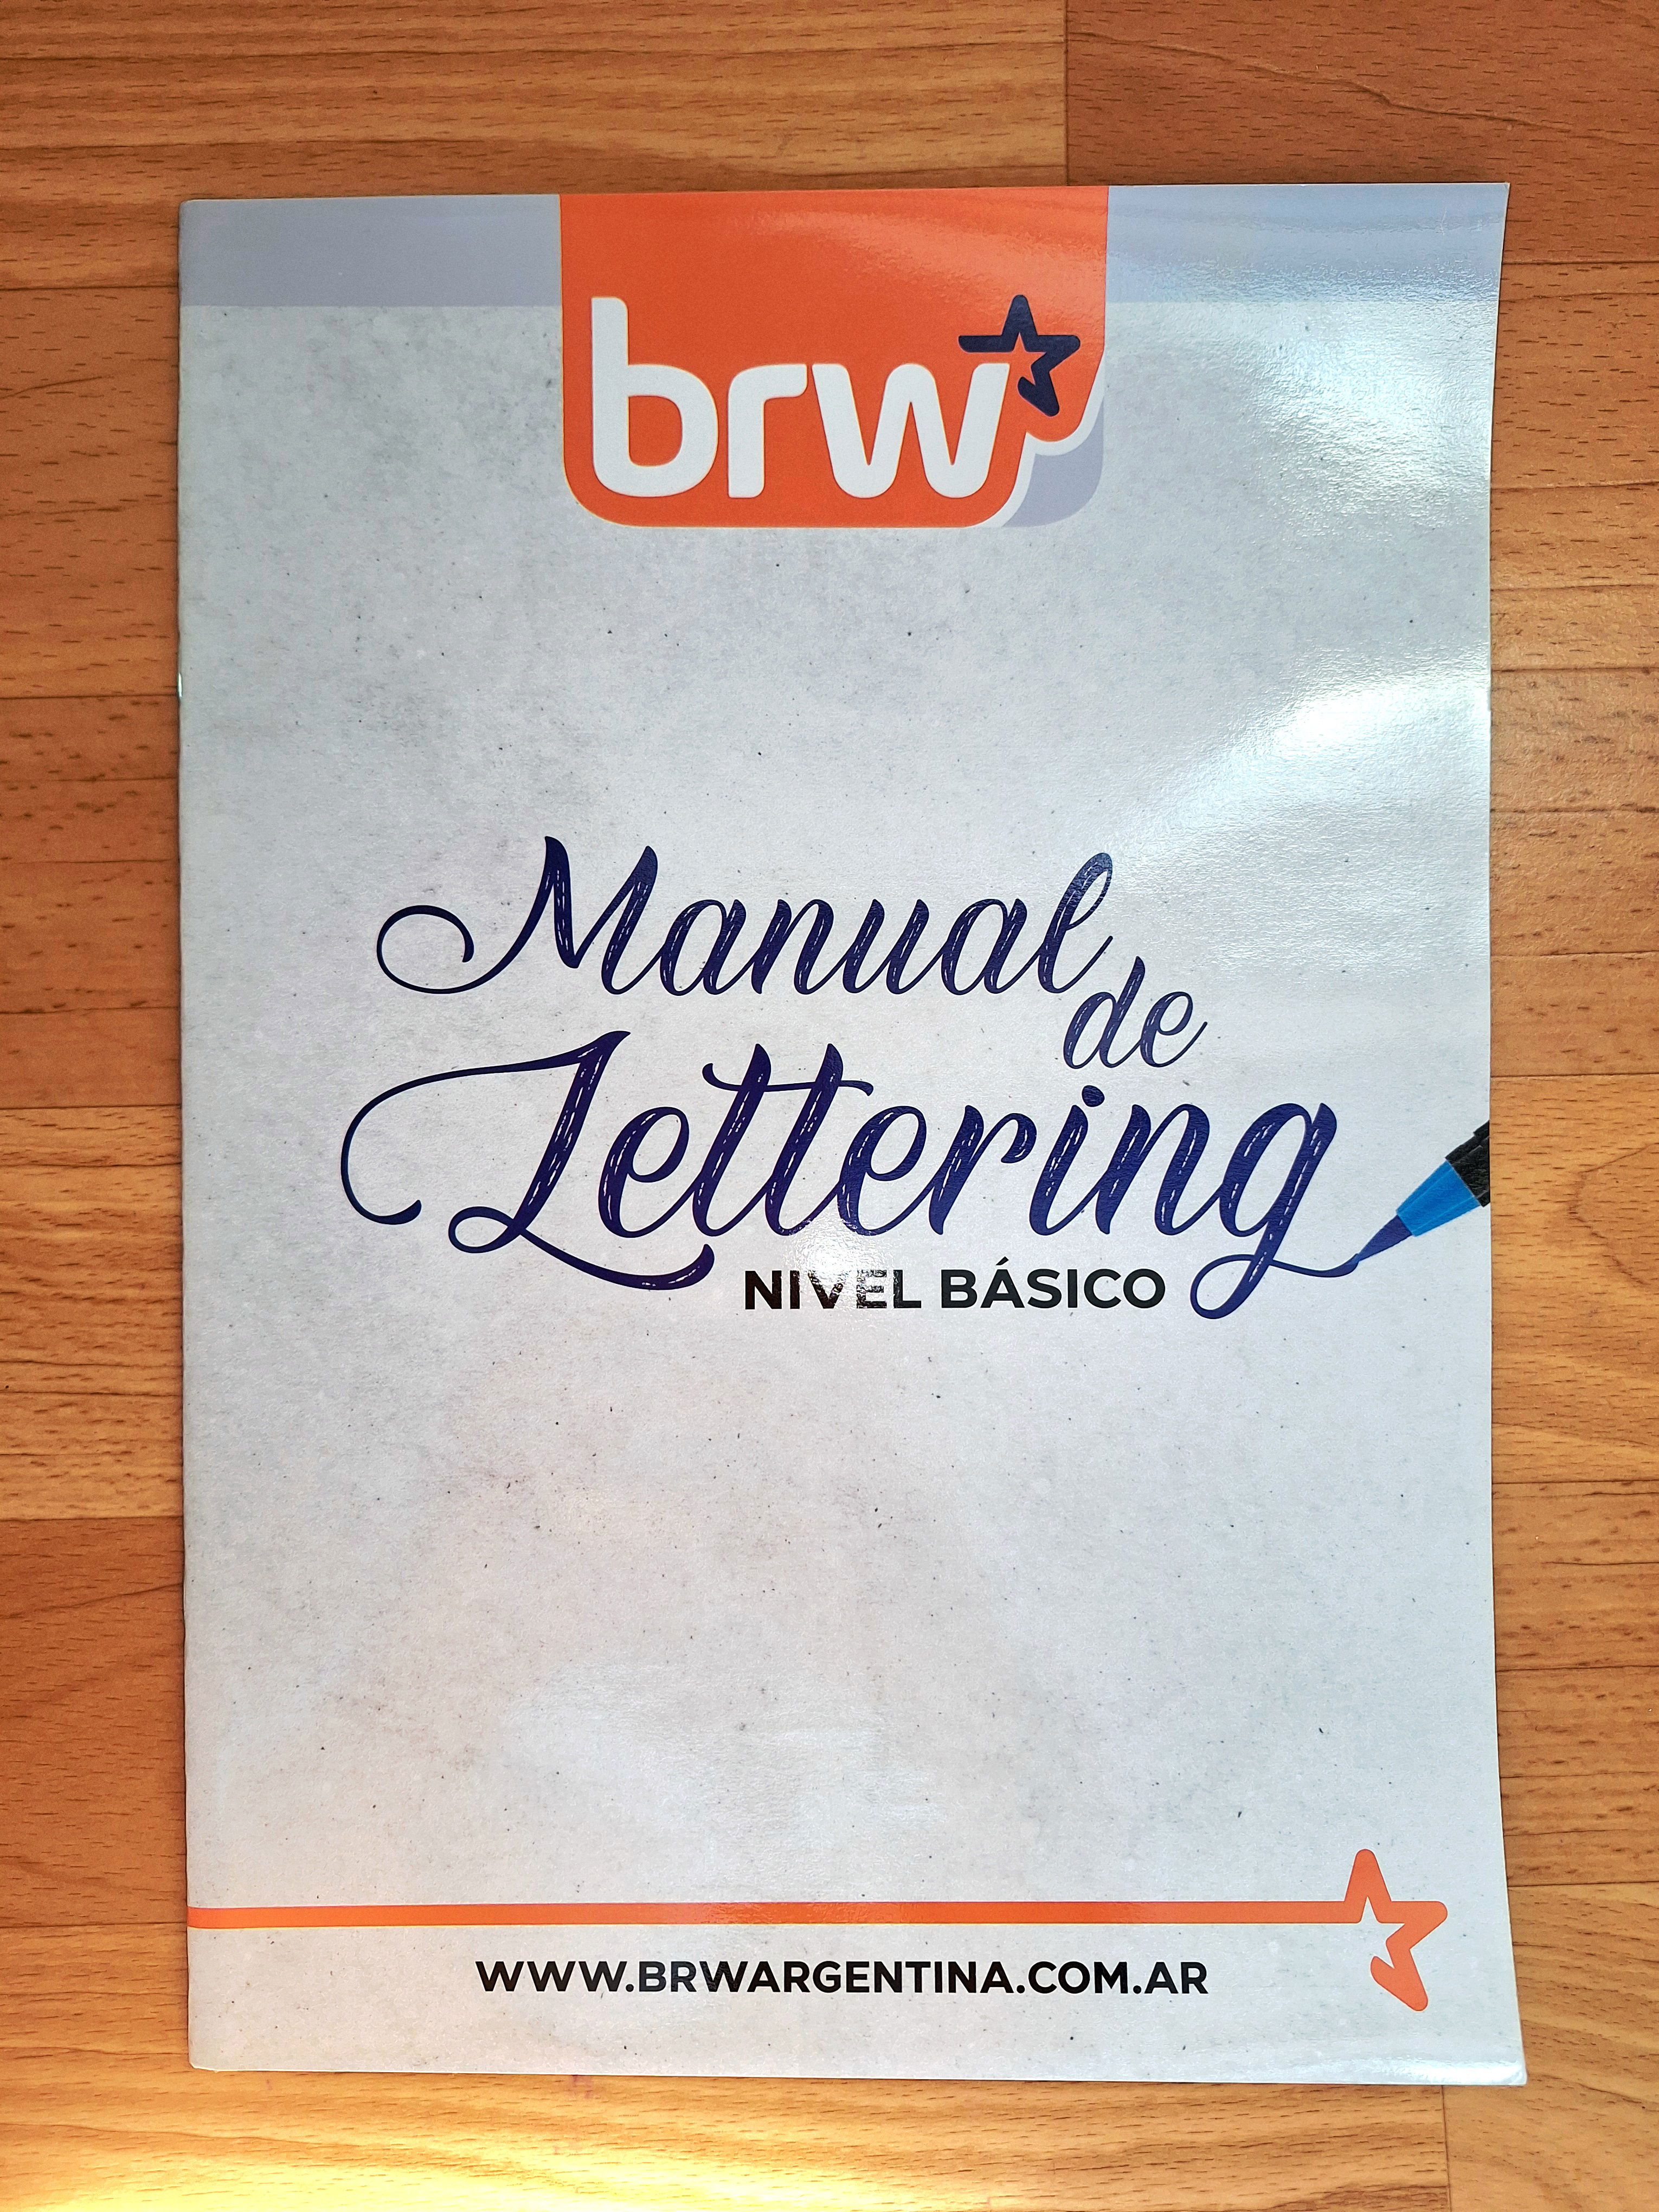 brw
Manual
de
Lettering
NIVEL BÁSICO
WWW.BRWARGENTINA.COM.AR